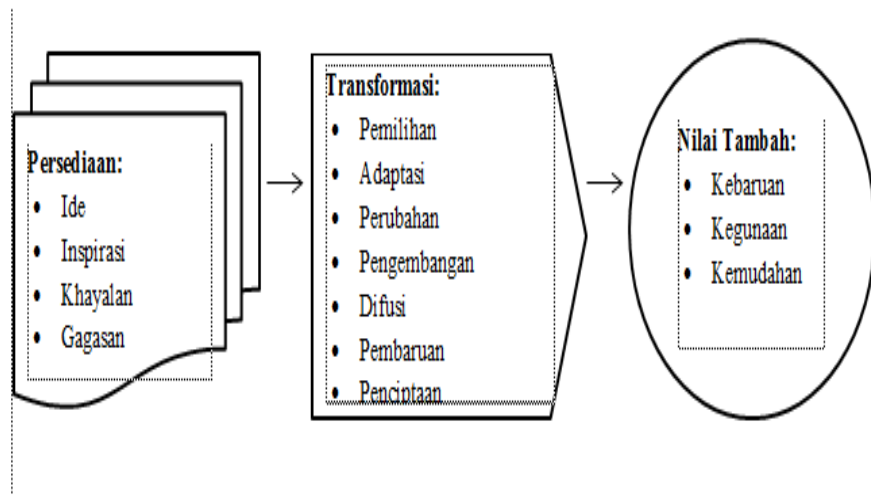 Persediaan:
• Ide
• Inspirasi
• Khayalan
• Gagasan
Transformasi:
• Pemilihan
• Adaptasi
• Perubahan
• Pengembangan
• Difusi
• Pembaruan
• Penciptaan
Nilai Tambah:
• Kebaruan
• Kegunaan
• Kemudahan